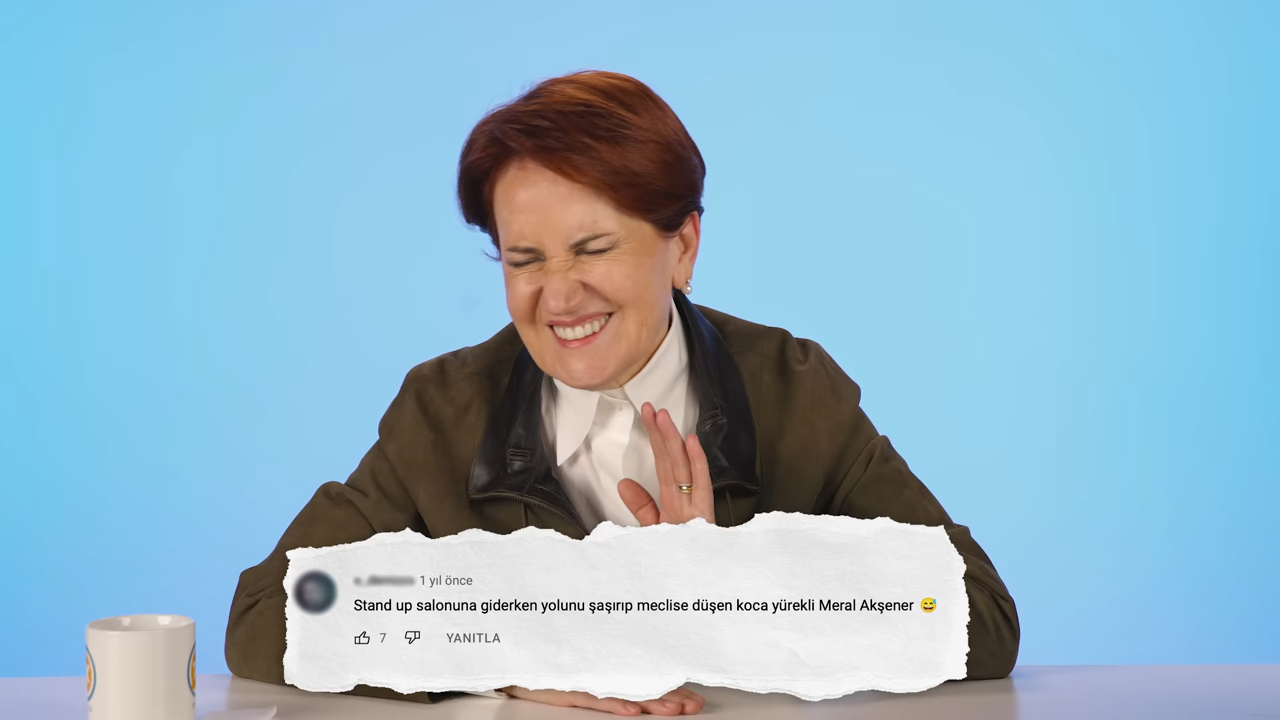 1 yıl önce
Stand up salonuna giderken yolunu şaşırıp meclise düşen koca yürekli Meral Akşener 😅
7 YANITLA